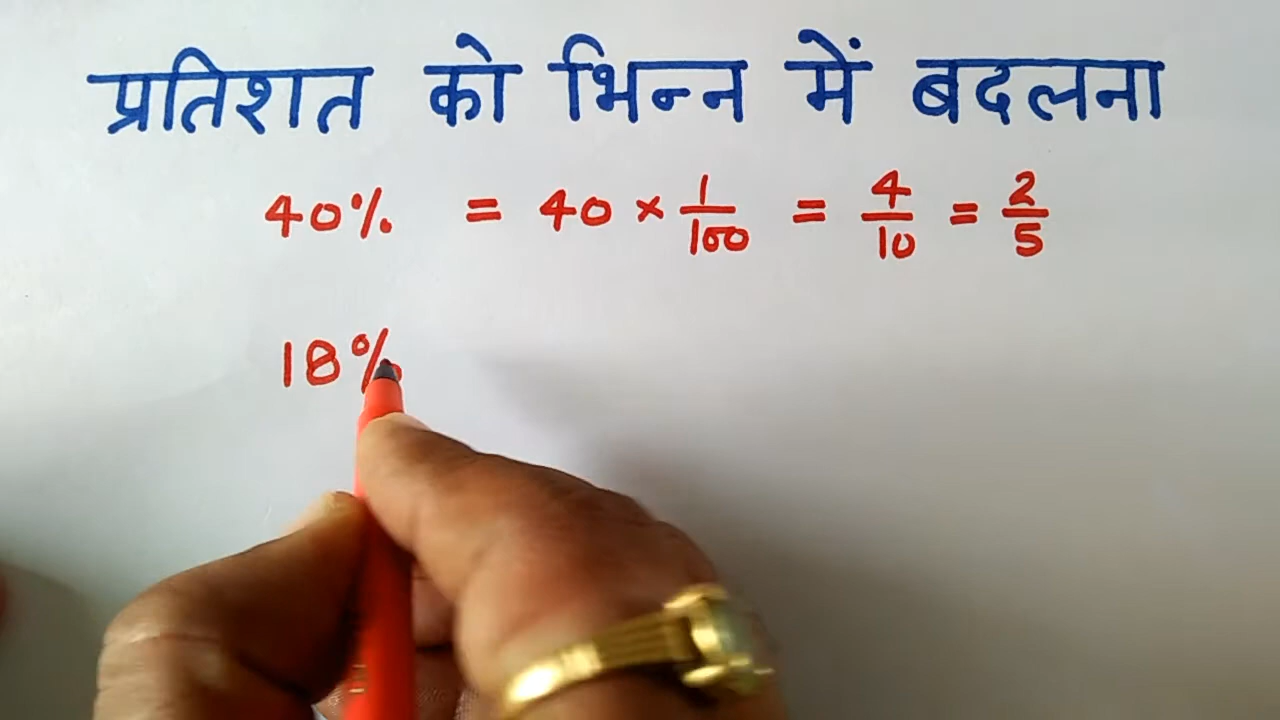 प्रतिशत को भिन्न में बदलना
40% = 40 × 1/100 = 4/10 = 2/5
18%